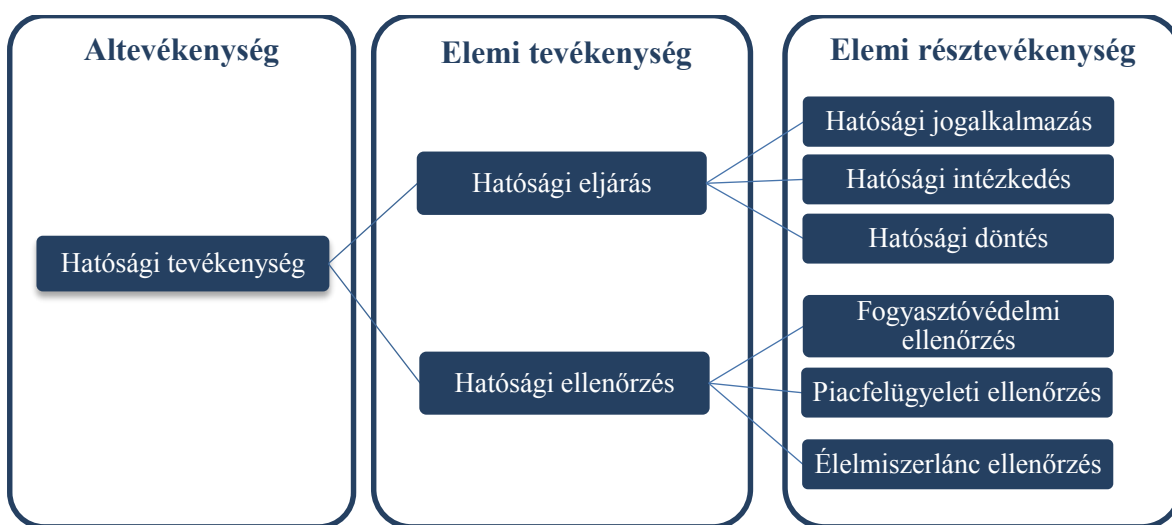 Altevékenység
Elemi tevékenység
Elemi résztevékenység
Hatósági tevékenység
Hatósági eljárás
Hatósági ellenőrzés
Hatósági jogalkalmazás
Hatósági intézkedés
Hatósági döntés
Fogyasztóvédelmi
ellenőrzés
Piacfelügyeleti ellenőrzés
Élelmiszerlánc ellenőrzés